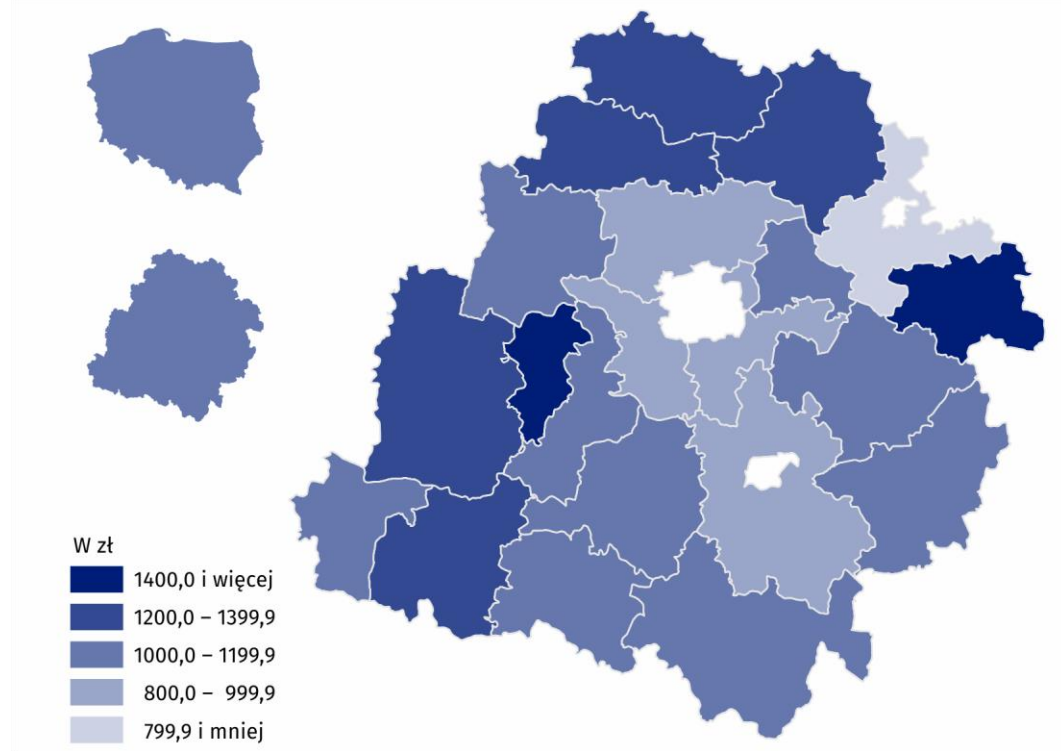 W zł
1400,0 i więcej
1200,0 – 1399,9
1000,0 – 1199,9
800,0 – 999,9
799,9 i mniej